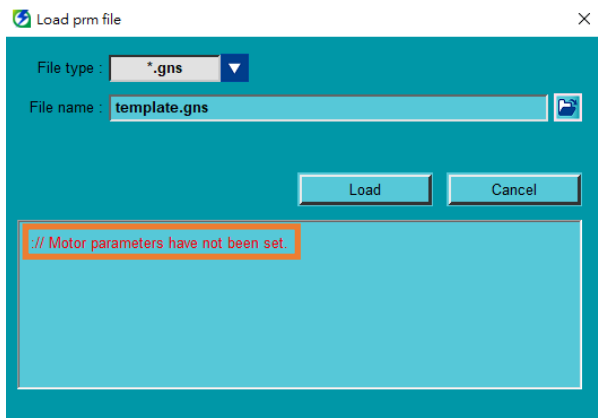 Load prm file
File type : *.gns
File name : template.gns
Load Cancel
:// Motor parameters have not been set.